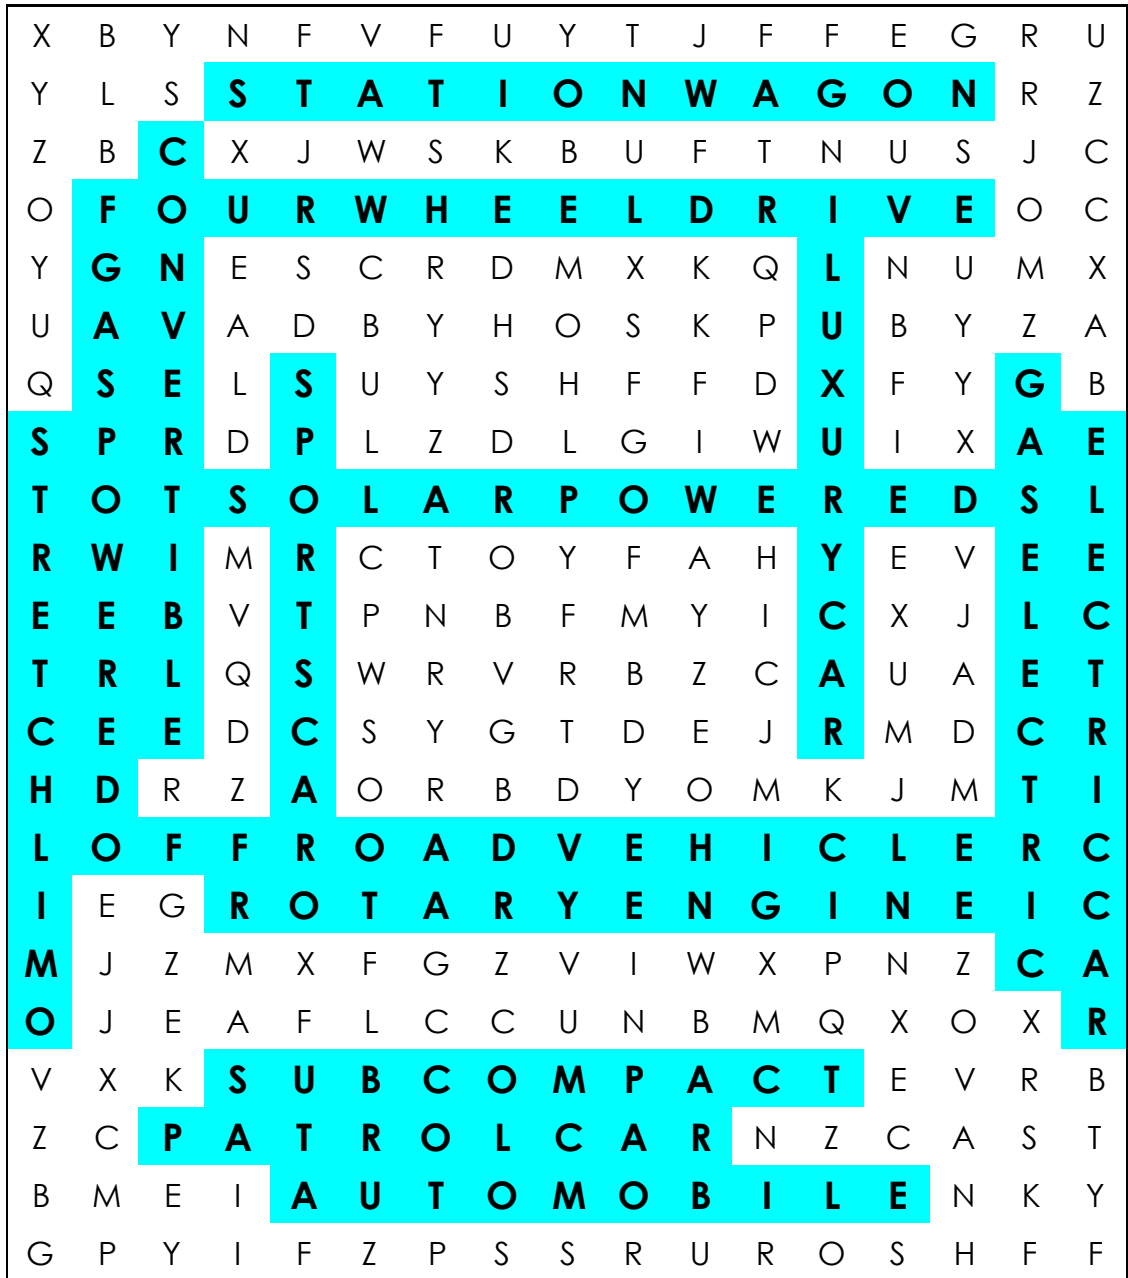 X B Y N F V F U Y T J F F E G R U
Y L S S T A T I O N W A G O N R Z
Z B C X J W S K B U F T N U S J C
O F O U R W H E E L D R I V E O C
Y G N E S C R D M X K Q L N U M X
U A V A D B Y H O S K P U B Y Z A
Q S E L S U Y S H F F D X F Y G B
S P R D P L Z D L G I W U I X A E
T O T S O L A R P O W E R E D S L
R W I M R C T O Y F A H Y E V E E
E E B V T P N B F M Y I C X J L C
T R L Q S W R V R B Z C A U A E T
C E E D C S Y G T D E J R M D C R
H D R Z A O R B D Y O M K J M T I
L O F F R O A D V E H I C L E R C
I E G R O T A R Y E N G I N E I C
M J Z M X F G Z V I W X P N Z C A
O J E A F L C C U N B M Q X O X R
V X K S U B C O M P A C T E V R B
Z C P A T R O L C A R N Z C A S T
B M E I A U T O M O B I L E N K Y
G P Y I F Z P S S R U R O S H F F